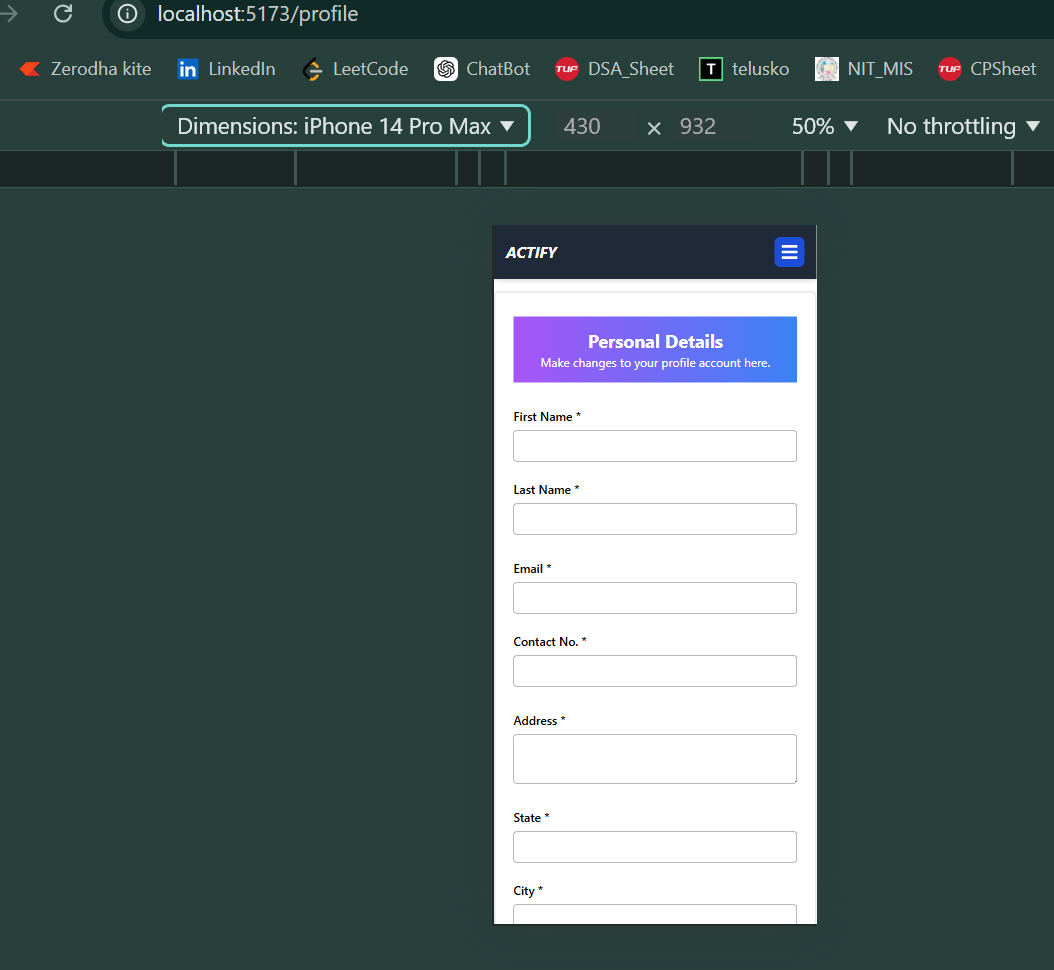 localhost:5173/profile
Zerodha kite LinkedIn LeetCode ChatBot TUF DSA_Sheet T telusko NIT_MIS TUF CPSheet
Dimensions: iPhone 14 Pro Max 430 × 932 50% No throttling
ACTIFY
Personal Details
Make changes to your profile account here.
First Name *
Last Name *
Email *
Contact No. *
Address *
State *
City *